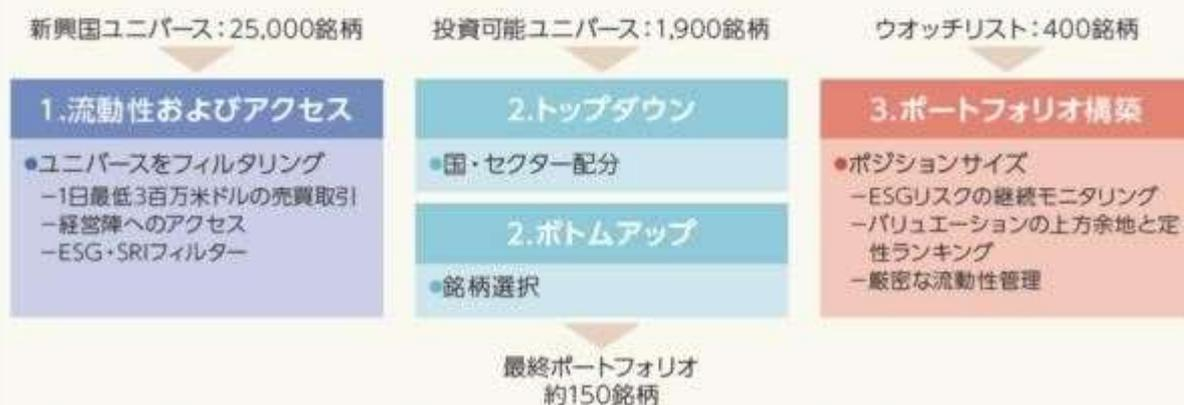 新興国ユニバース：25,000銘柄
1.流動性およびアクセス
●ユニバースをフィルタリング
－1日最低3百万米ドルの売買取引
－経営陣へのアクセス
－ESG・SRIフィルター
投資可能ユニバース：1,900銘柄
2.トップダウン
●国・セクター配分
2.ボトムアップ
●銘柄選択
ウオッチリスト：400銘柄
3.ポートフォリオ構築
●ポジションサイズ
－ESGリスクの継続モニタリング
－バリュエーションの上方余地と定
性ランキング
－厳密な流動性管理
最終ポートフォリオ
約150銘柄